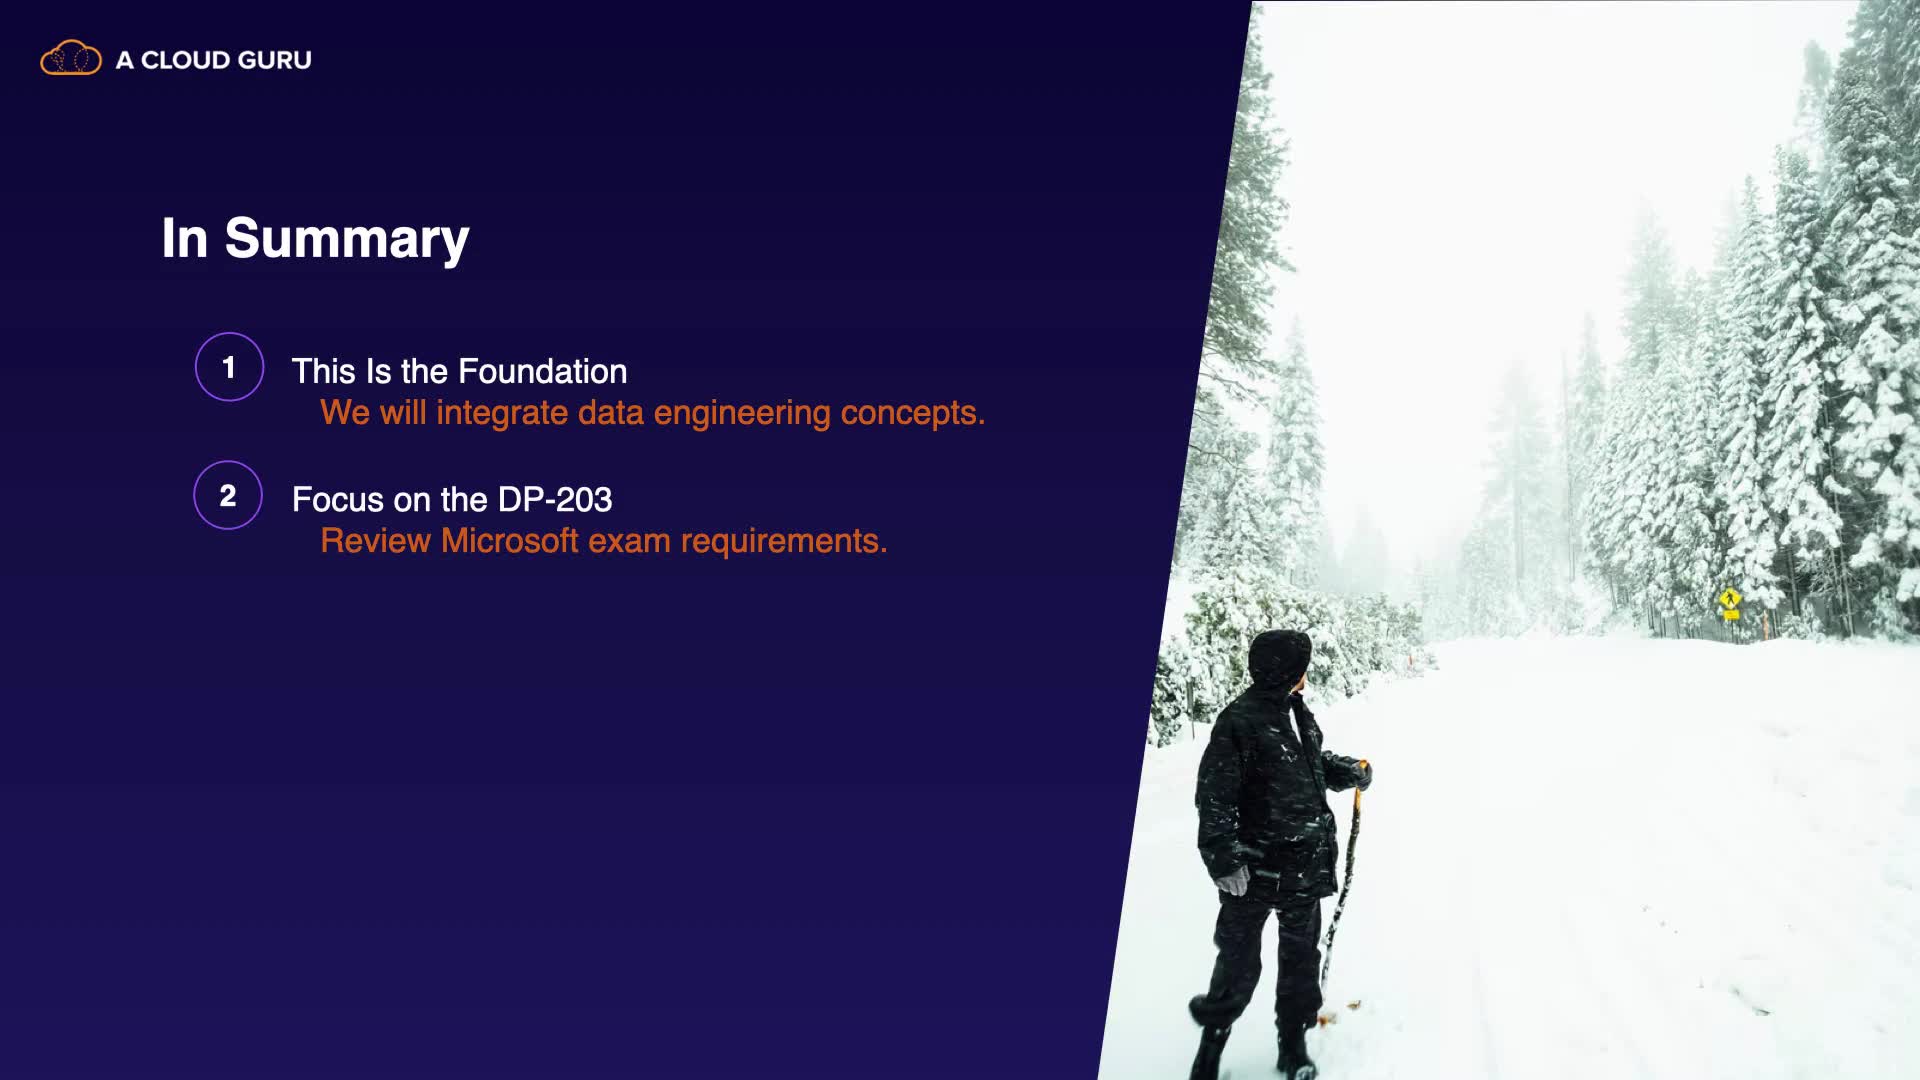 A CLOUD GURU
In Summary
1 This Is the Foundation
We will integrate data engineering concepts.
2 Focus on the DP-203
Review Microsoft exam requirements.